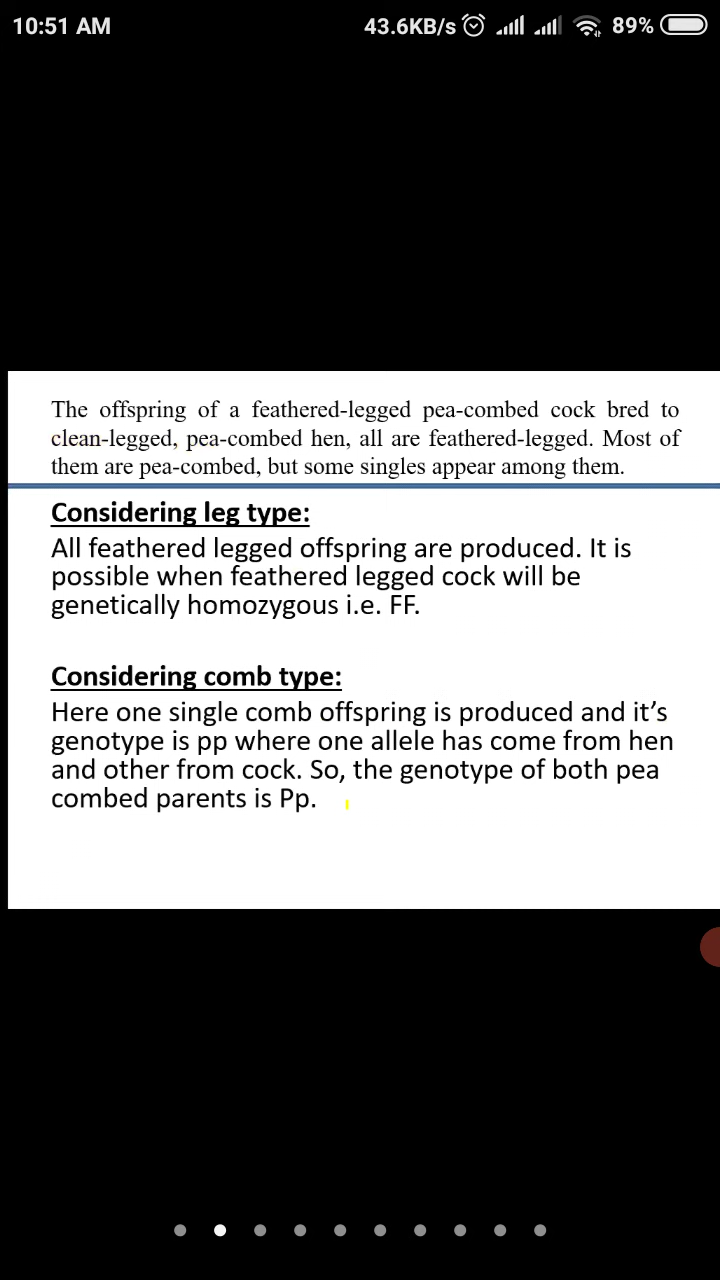 10:51 AM 43.6KB/s 89%
The offspring of a feathered-legged pea-combed cock bred to
clean-legged, pea-combed hen, all are feathered-legged. Most of
them are pea-combed, but some singles appear among them.
Considering leg type:
All feathered legged offspring are produced. It is
possible when feathered legged cock will be
genetically homozygous i.e. FF.
Considering comb type:
Here one single comb offspring is produced and it’s
genotype is pp where one allele has come from hen
and other from cock. So, the genotype of both pea
combed parents is Pp.